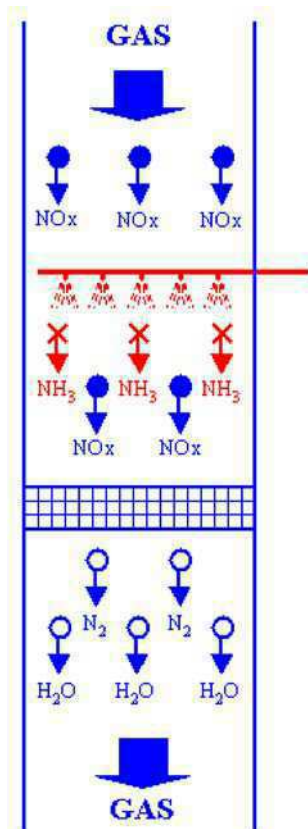 GAS
NOx NOx NOx
NH₃ NH₃ NH₃
NOx NOx
N₂ N₂
H₂O H₂O H₂O
GAS